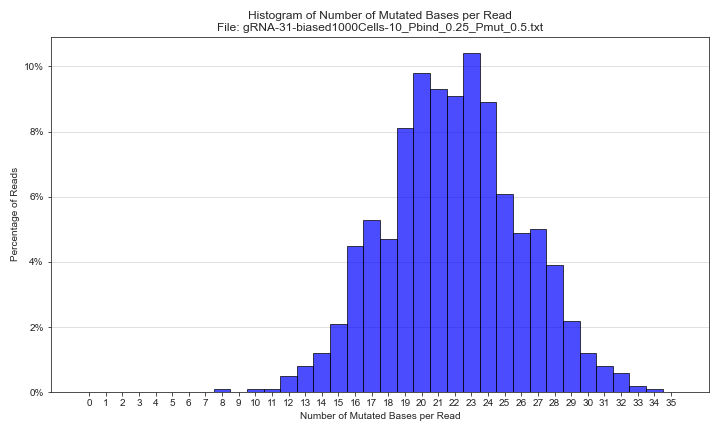 Histogram of Number of Mutated Bases per Read
File: gRNA-31-biased1000Cells-10_Pbind_0.25_Pmut_0.5.txt
10%
8%
6%
4%
2%
0%
Percentage of Reads
0 1 2 3 4 5 6 7 8 9 10 11 12 13 14 15 16 17 18 19 20 21 22 23 24 25 26 27 28 29 30 31 32 33 34 35
Number of Mutated Bases per Read